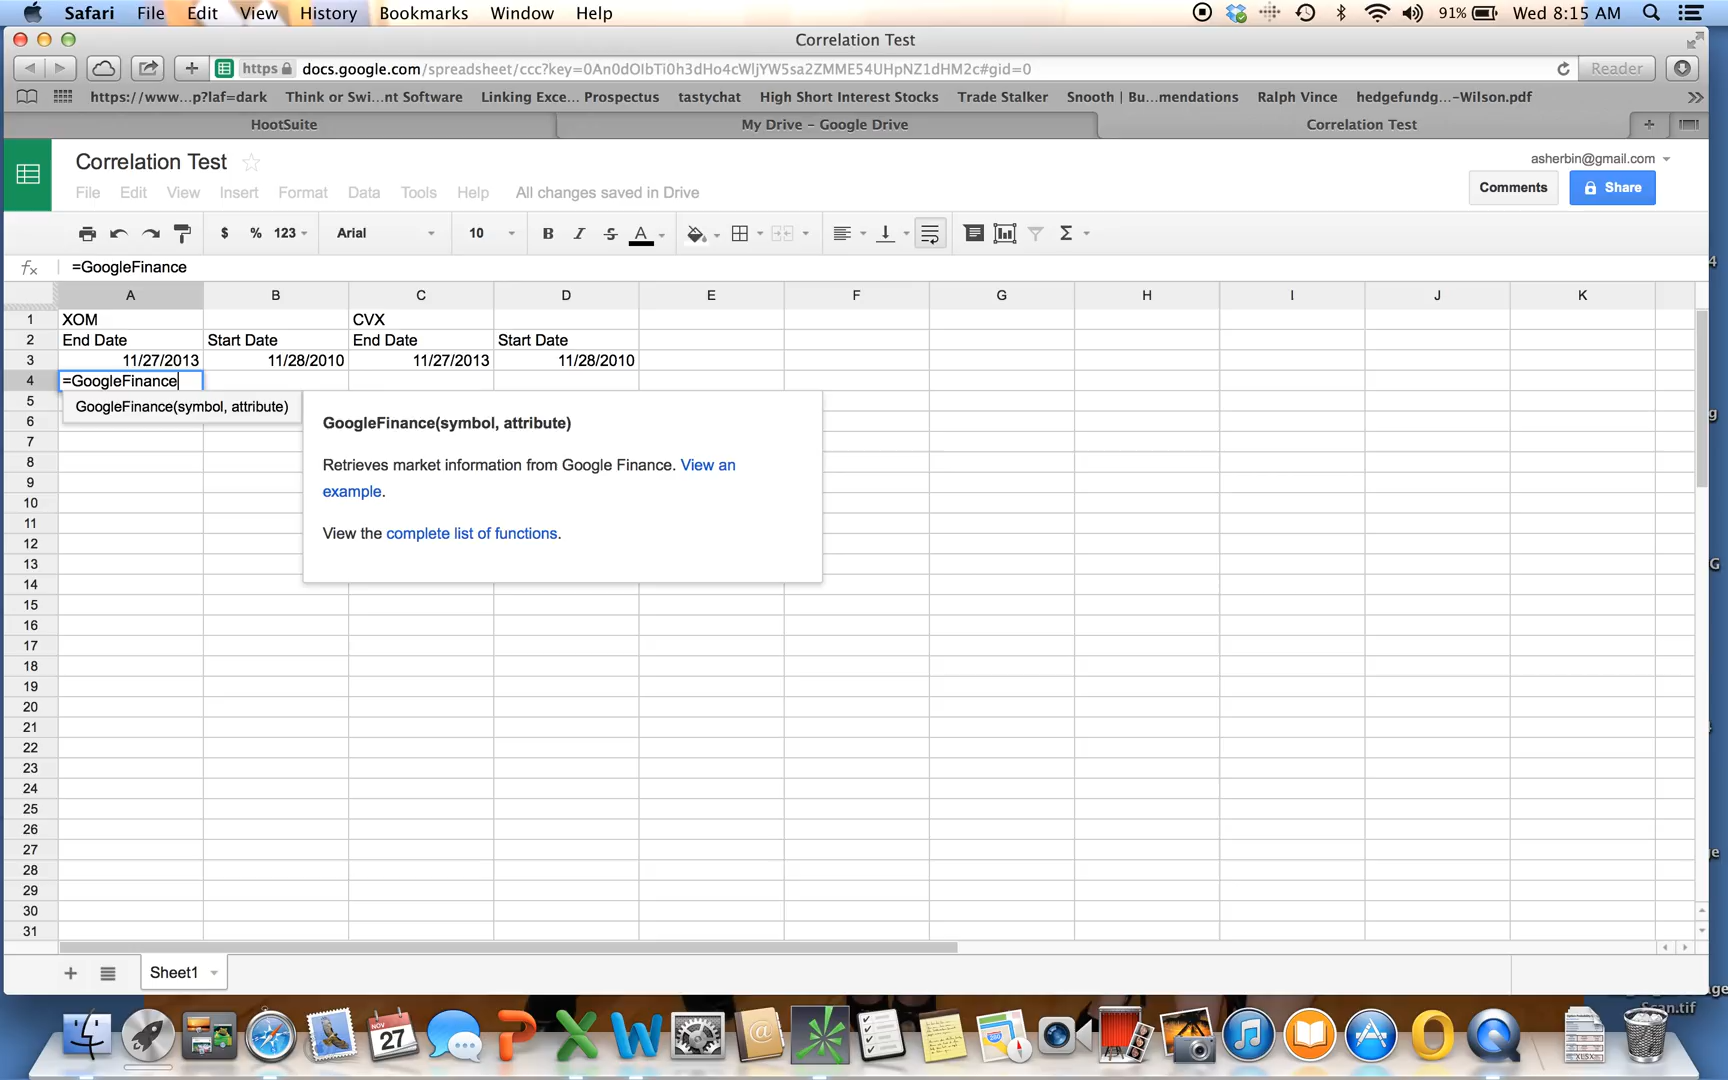 Safari File Edit View History Bookmarks Window Help 91% Wed 8:15 AM
Correlation Test
https docs.google.com/spreadsheet/ccc?key=0An0dOIbTi0h3dHo4cWljYW5sa2ZMME54UHpNZ1dHM2c#gid=0 Reader
https://www...p?laf=dark Think or Swi...nt Software Linking Exce... Prospectus tastychat High Short Interest Stocks Trade Stalker Snooth | Bu...mendations Ralph Vince hedgefundg...-Wilson.pdf
HootSuite My Drive – Google Drive Correlation Test
Correlation Test asherbin@gmail.com
File Edit View Insert Format Data Tools Help All changes saved in Drive Comments Share
$ % 123 Arial 10 B I S A Σ
fx =GoogleFinance
A B C D E F G H I J K
1 XOM CVX
2 End Date Start Date End Date Start Date
3 11/27/2013 11/28/2010 11/27/2013 11/28/2010
4 =GoogleFinance
5 GoogleFinance(symbol, attribute)
GoogleFinance(symbol, attribute)
6
7
Retrieves market information from Google Finance. View an
8
example.
9
10
11
View the complete list of functions.
12
13
14
15
16
17
18
19
20
21
22
23
24
25
26
27
28
29
30
31
Sheet1
Scan.tif
NOV
27
XLSX